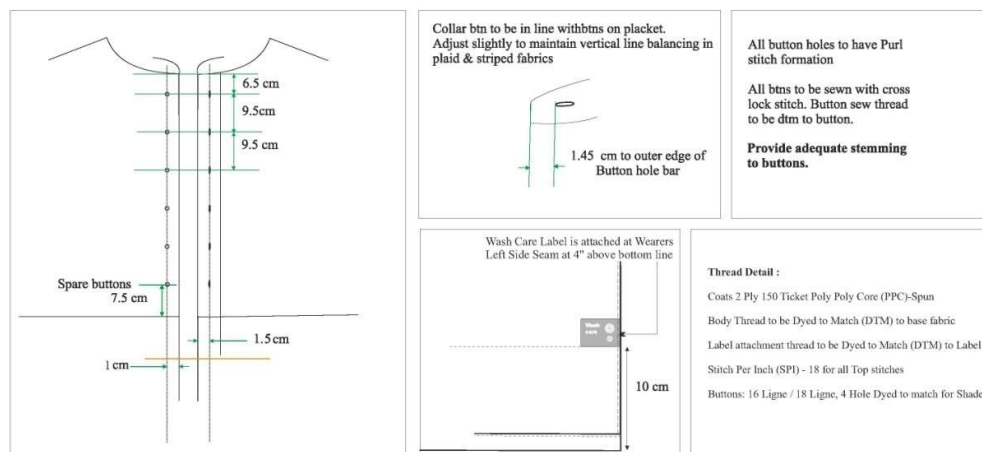 6.5 cm
9.5cm
9.5 cm
Spare buttons
7.5 cm
1.5cm
1 cm
Collar btn to be in line withbtns on placket.
Adjust slightly to maintain vertical line balancing in
plaid & striped fabrics
1.45 cm to outer edge of
Button hole bar
All button holes to have Purl
stitch formation
All btns to be sewn with cross
lock stitch. Button sew thread
to be dtm to button.
Provide adequate stemming
to buttons.
Wash Care Label is attached at Wearers
Left Side Seam at 4" above bottom line
Wash
care
10 cm
Thread Detail :
Coats 2 Ply 150 Ticket Poly Poly Core (PPC)-Spun
Body Thread to be Dyed to Match (DTM) to base fabric
Label attachment thread to be Dyed to Match (DTM) to Label
Stitch Per Inch (SPI) - 18 for all Top stitches
Buttons: 16 Ligne / 18 Ligne, 4 Hole Dyed to match for Shade